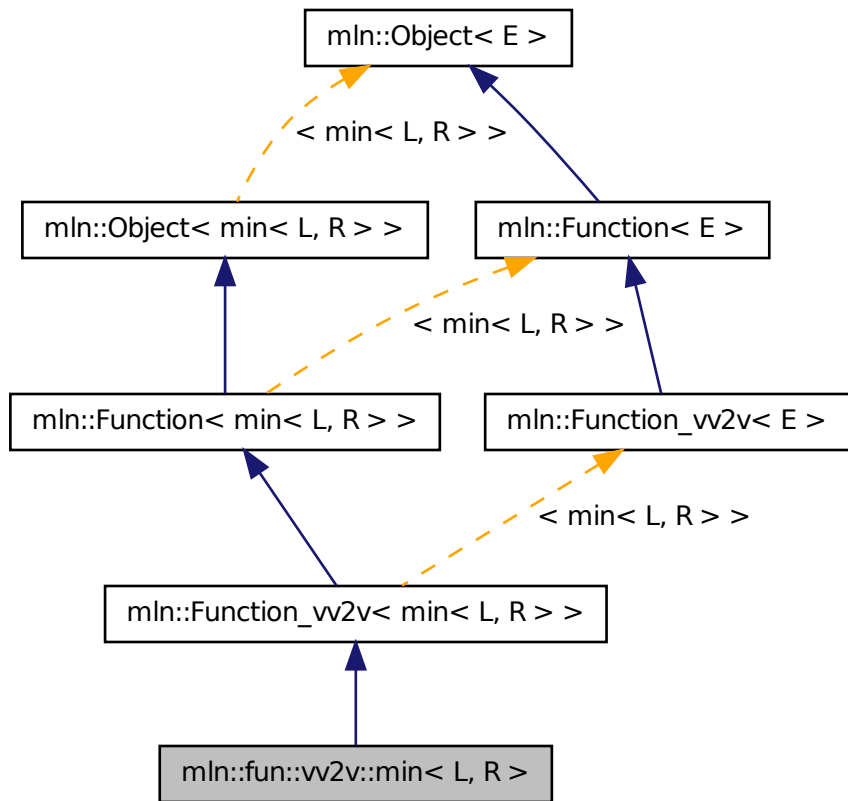 mln::Object< E >
< min< L, R > >
mln::Object< min< L, R > >
mln::Function< E >
< min< L, R > >
mln::Function< min< L, R > >
mln::Function_vv2v< E >
< min< L, R > >
mln::Function_vv2v< min< L, R > >
mln::fun::vv2v::min< L, R >